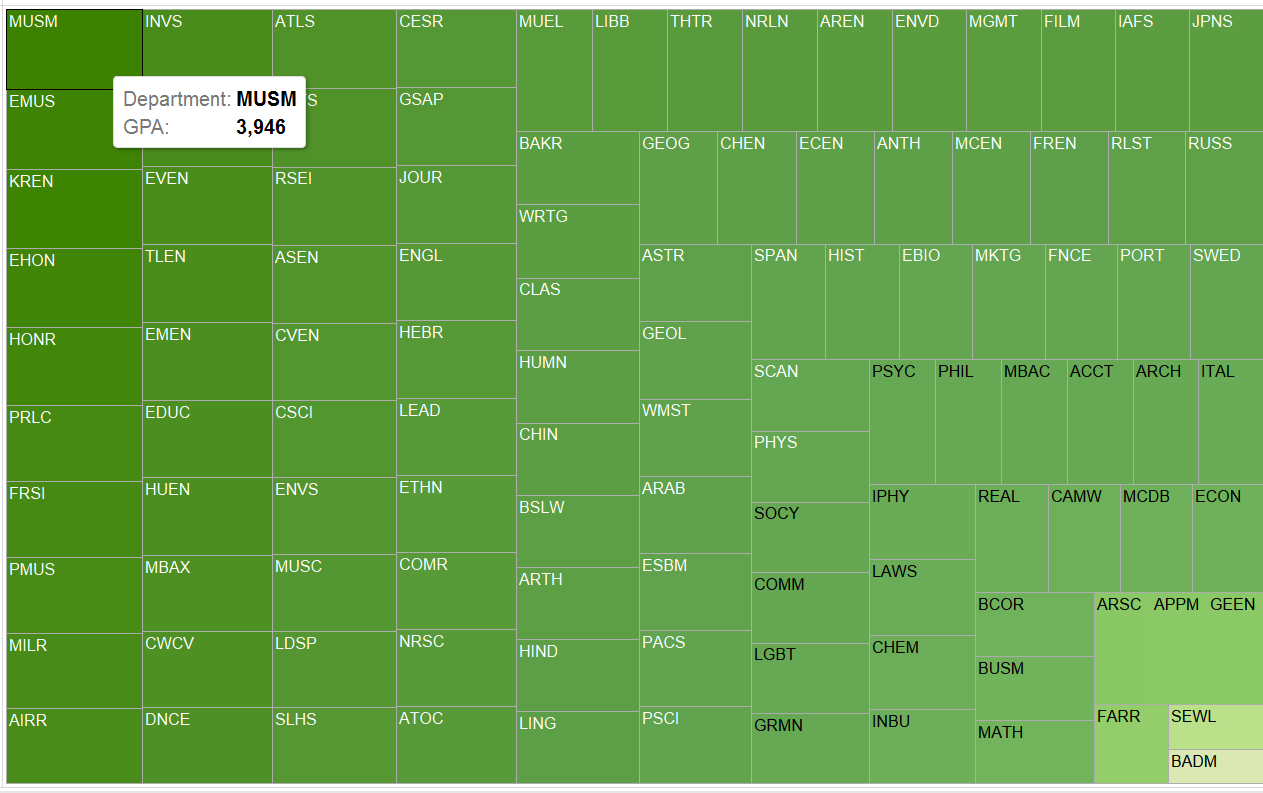 MUSM
INVS
ATLS
CESR
MUEL
LIBB
THTR
NRLN
AREN
ENVD
MGMT
FILM
IAFS
JPNS
Department: MUSM
GPA: 3,946
EMUS
S
GSAP
BAKR
GEOG
CHEN
ECEN
ANTH
MCEN
FREN
RLST
RUSS
KREN
EVEN
RSEI
JOUR
WRTG
EHON
TLEN
ASEN
ENGL
ASTR
SPAN
HIST
EBIO
MKTG
FNCE
PORT
SWED
CLAS
HONR
EMEN
CVEN
HEBR
GEOL
HUMN
SCAN
PSYC
PHIL
MBAC
ACCT
ARCH
ITAL
PRLC
EDUC
CSCI
LEAD
WMST
CHIN
PHYS
FRSI
HUEN
ENVS
ETHN
ARAB
BSLW
SOCY
IPHY
REAL
CAMW
MCDB
ECON
PMUS
MBAX
MUSC
COMR
ESBM
ARTH
COMM
LAWS
BCOR
ARSC
APPM
GEEN
MILR
CWCV
LDSP
NRSC
PACS
HIND
LGBT
CHEM
BUSM
AIRR
DNCE
SLHS
ATOC
PSCI
LING
GRMN
INBU
MATH
FARR
SEWL
BADM